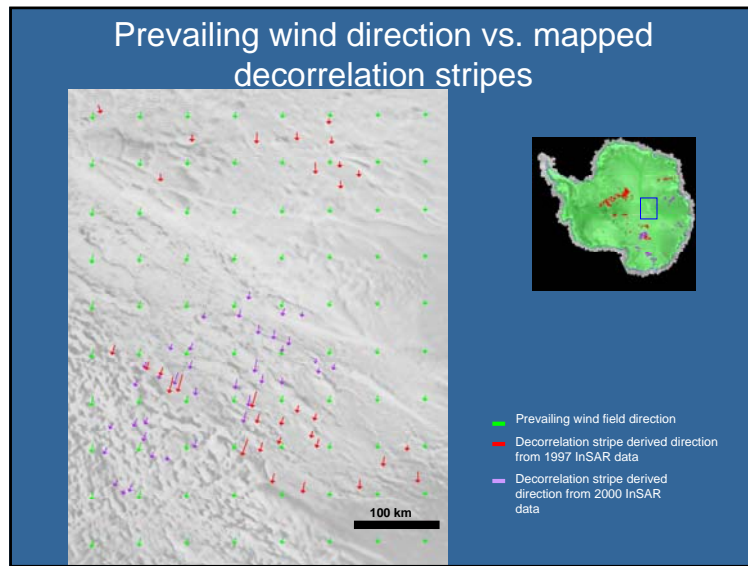 Prevailing wind direction vs. mapped
decorrelation stripes
100 km
Prevailing wind field direction
Decorrelation stripe derived direction
from 1997 InSAR data
Decorrelation stripe derived
direction from 2000 InSAR
data